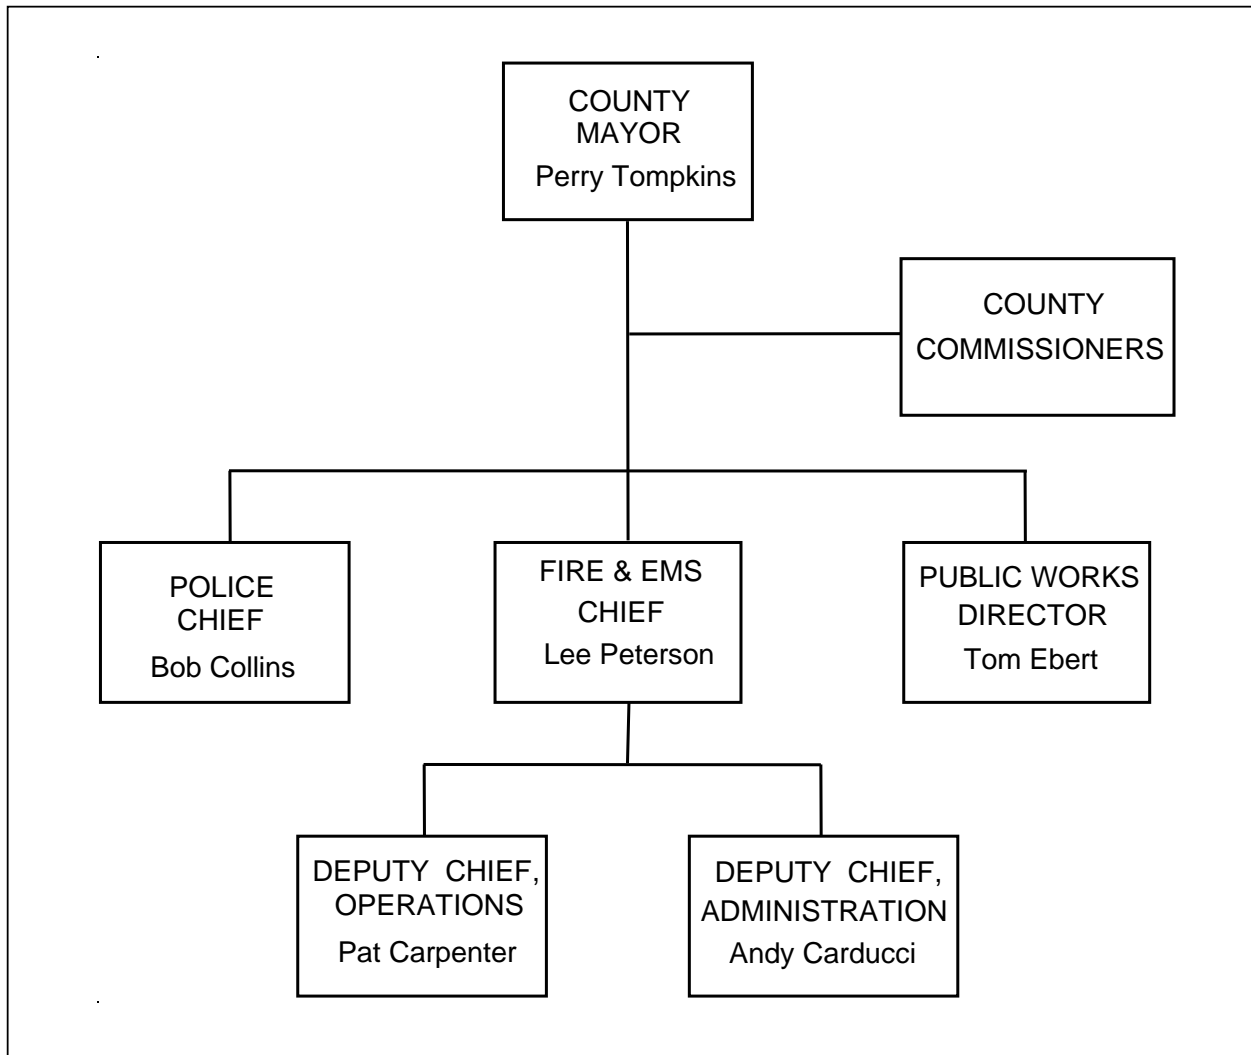 COUNTY
MAYOR
Perry Tompkins
COUNTY
COMMISSIONERS
POLICE
CHIEF
Bob Collins
FIRE & EMS
CHIEF
Lee Peterson
PUBLIC WORKS
DIRECTOR
Tom Ebert
DEPUTY CHIEF,
OPERATIONS
Pat Carpenter
DEPUTY CHIEF,
ADMINISTRATION
Andy Carducci